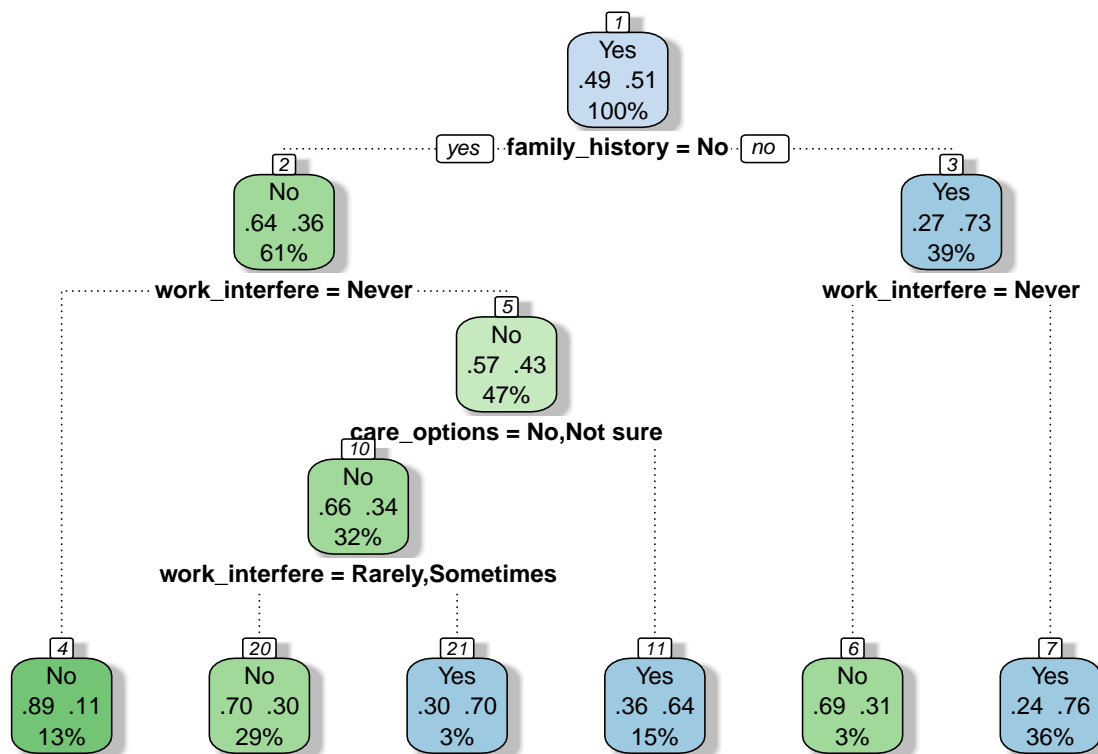 1
Yes
.49 .51
100%
yes family_history = No no
2
No
.64 .36
61%
3
Yes
.27 .73
39%
work_interfere = Never
work_interfere = Never
5
No
.57 .43
47%
care_options = No,Not sure
10
No
.66 .34
32%
work_interfere = Rarely,Sometimes
4
No
.89 .11
13%
20
No
.70 .30
29%
21
Yes
.30 .70
3%
11
Yes
.36 .64
15%
6
No
.69 .31
3%
7
Yes
.24 .76
36%